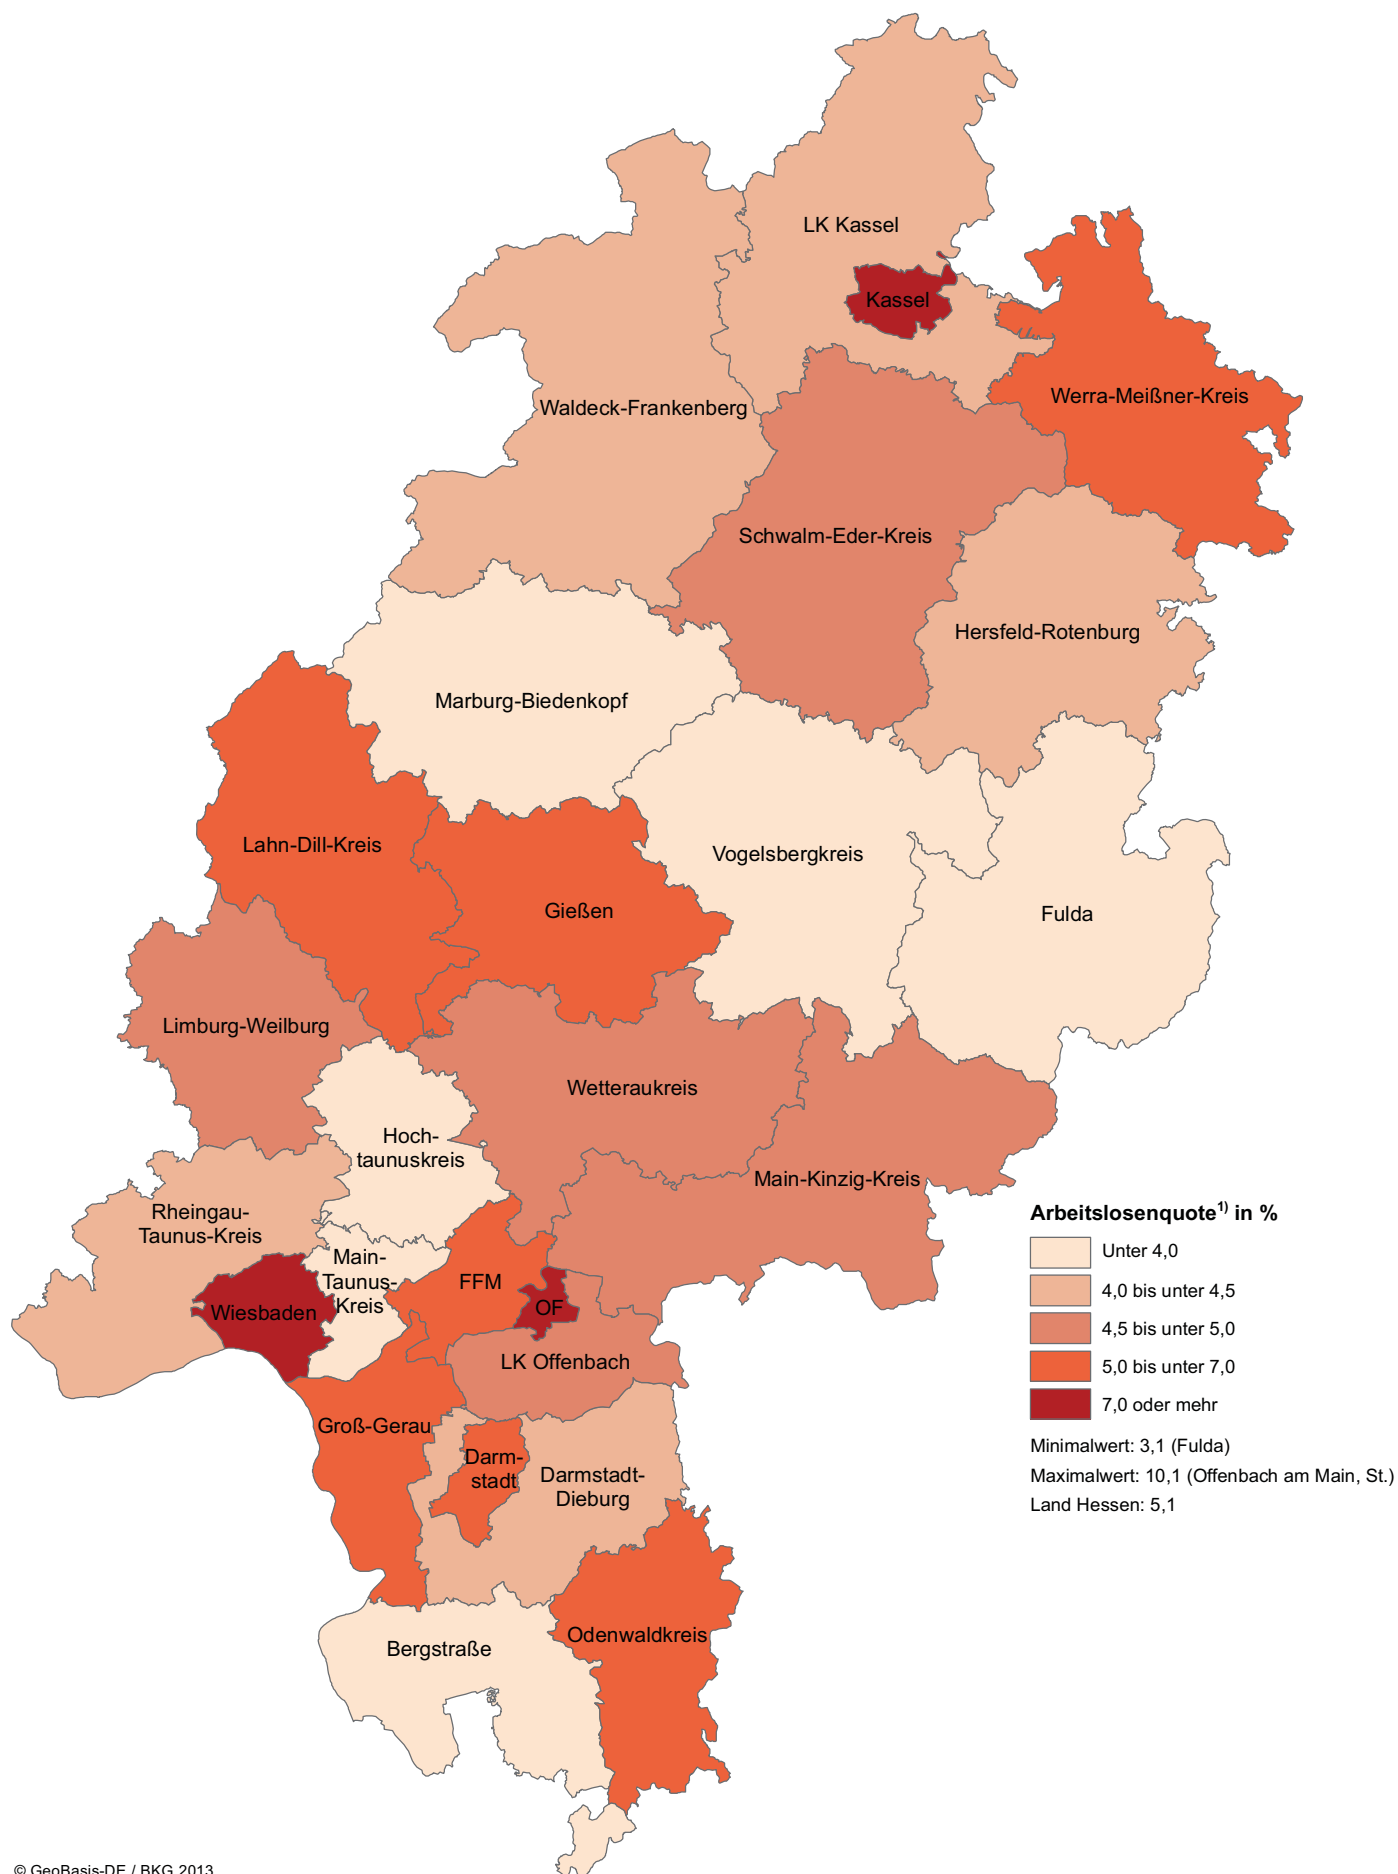 LK Kassel
Kassel
Werra-Meißner-Kreis
Waldeck-Frankenberg
Schwalm-Eder-Kreis
Hersfeld-Rotenburg
Marburg-Biedenkopf
Lahn-Dill-Kreis
Vogelsbergkreis
Gießen
Fulda
Limburg-Weilburg
Wetteraukreis
Hoch-
taunuskreis
Main-Kinzig-Kreis
Rheingau-
Taunus-Kreis
Main-
Taunus-
Kreis
FFM
OF
Wiesbaden
LK Offenbach
Groß-Gerau
Darm-
stadt
Darmstadt-
Dieburg
Odenwaldkreis
Bergstraße
Arbeitslosenquote¹⁾ in %
Unter 4,0
4,0 bis unter 4,5
4,5 bis unter 5,0
5,0 bis unter 7,0
7,0 oder mehr
Minimalwert: 3,1 (Fulda)
Maximalwert: 10,1 (Offenbach am Main, St.)
Land Hessen: 5,1
© GeoBasis-DE / BKG 2013